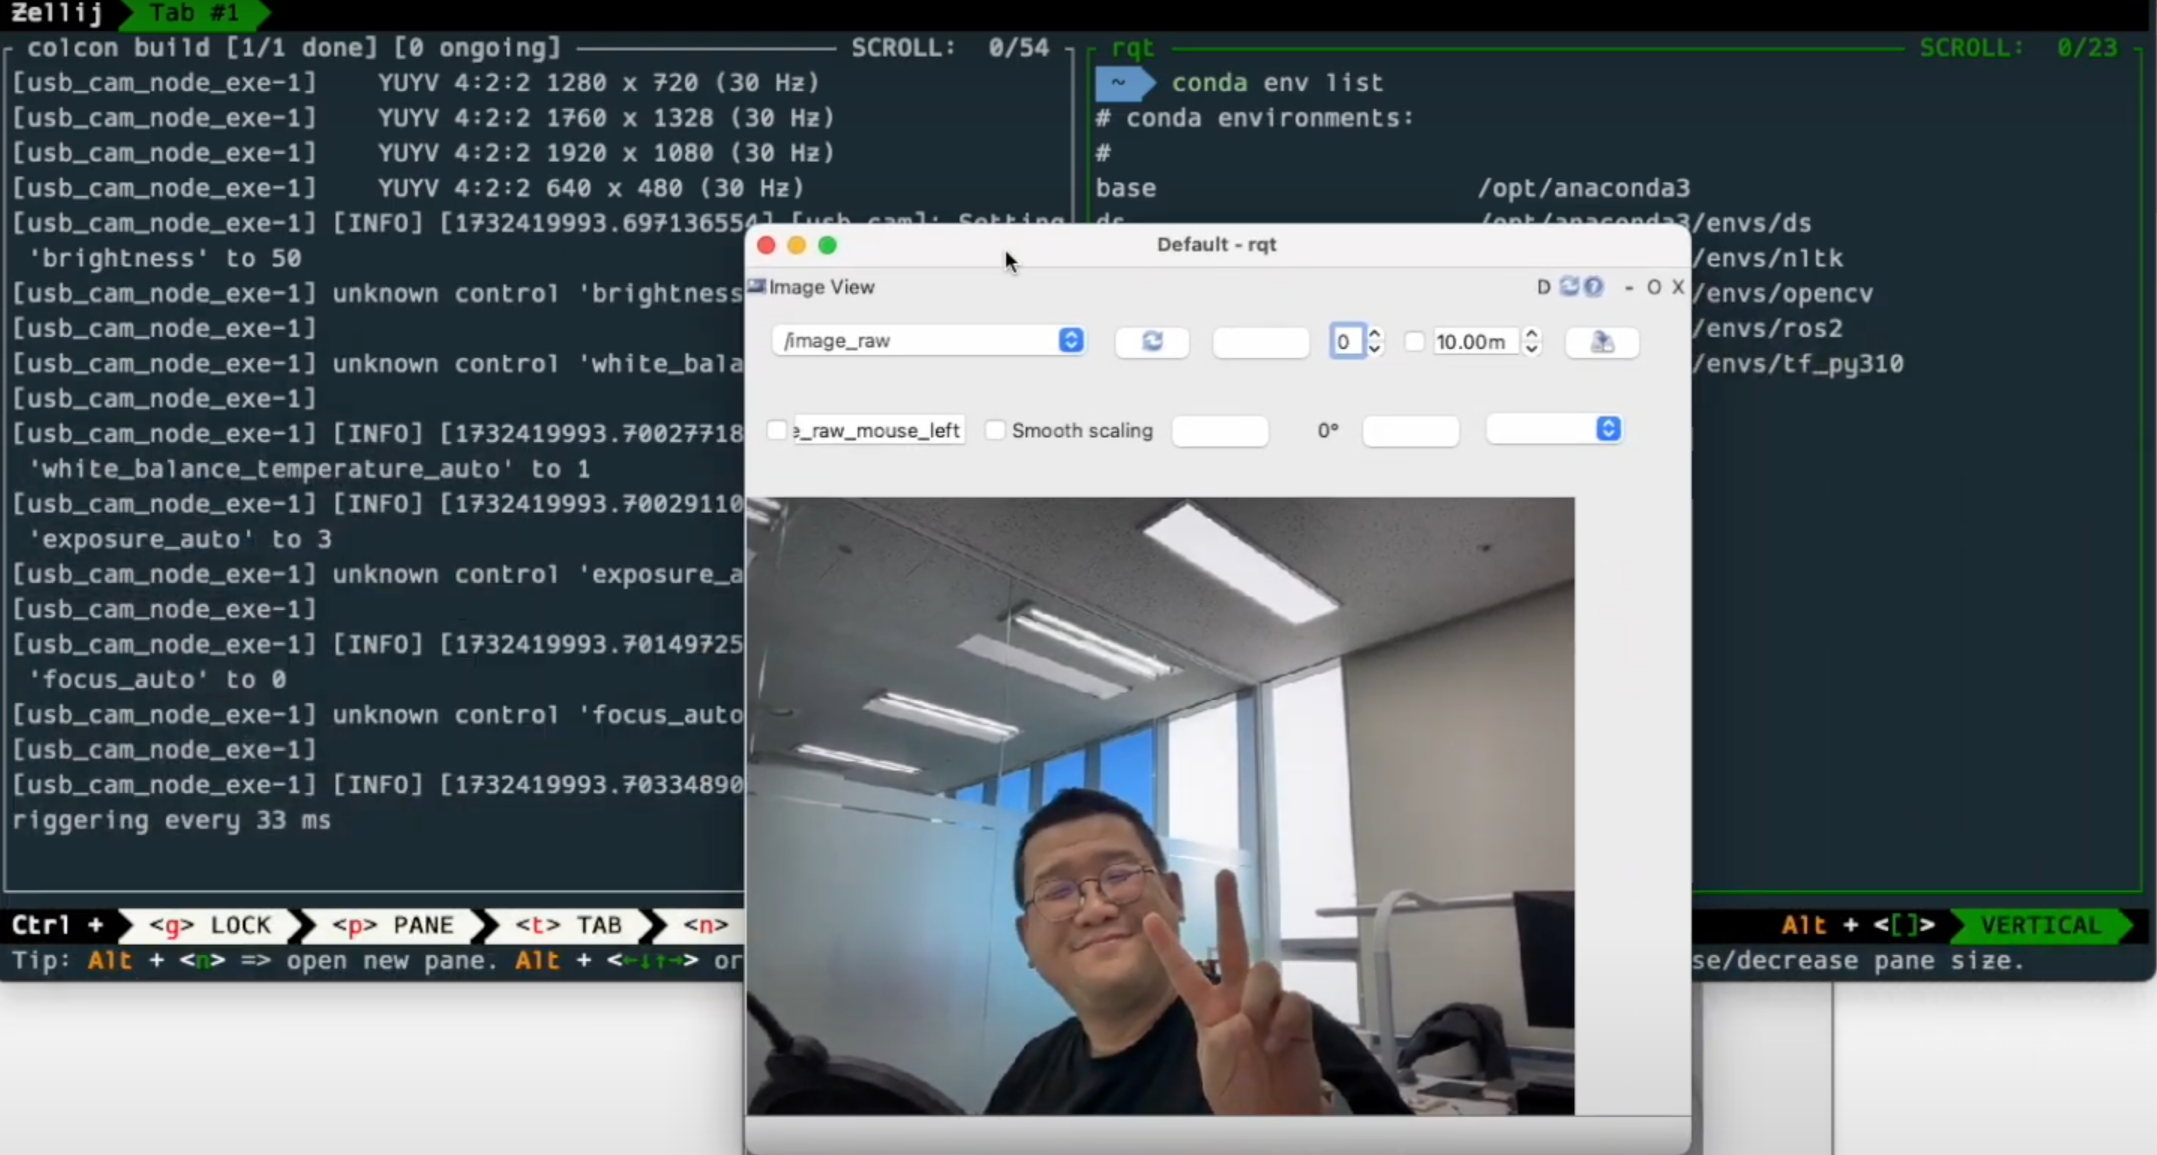 Zellij Tab #1
colcon build [1/1 done] [0 ongoing] SCROLL: 0/54
[usb_cam_node_exe-1] YUYV 4:2:2 1280 x 720 (30 Hz)
[usb_cam_node_exe-1] YUYV 4:2:2 1760 x 1328 (30 Hz)
[usb_cam_node_exe-1] YUYV 4:2:2 1920 x 1080 (30 Hz)
[usb_cam_node_exe-1] YUYV 4:2:2 640 x 480 (30 Hz)
[usb_cam_node_exe-1] [INFO] [1732419993.697136554] [usb_cam]: Setting
'brightness' to 50
[usb_cam_node_exe-1] unknown control 'brightness
[usb_cam_node_exe-1]
[usb_cam_node_exe-1] unknown control 'white_bala
[usb_cam_node_exe-1]
[usb_cam_node_exe-1] [INFO] [1732419993.70027718
'white_balance_temperature_auto' to 1
[usb_cam_node_exe-1] [INFO] [1732419993.70029110
'exposure_auto' to 3
[usb_cam_node_exe-1] unknown control 'exposure_a
[usb_cam_node_exe-1]
[usb_cam_node_exe-1] [INFO] [1732419993.70149725
'focus_auto' to 0
[usb_cam_node_exe-1] unknown control 'focus_auto
[usb_cam_node_exe-1]
[usb_cam_node_exe-1] [INFO] [1732419993.70334890
riggering every 33 ms
rqt SCROLL: 0/23
~ conda env list
# conda environments:
#
base /opt/anaconda3
ds /opt/anaconda3/envs/ds
/envs/nltk
/envs/opencv
/envs/ros2
/envs/tf_py310
Default - rqt
Image View D - O X
/image_raw 0 10.00m
e_raw_mouse_left Smooth scaling 0°
Ctrl + <g> LOCK <p> PANE <t> TAB <n> Alt + <[]> VERTICAL
Tip: Alt + <n> => open new pane. Alt + <←↓↑→> or se/decrease pane size.